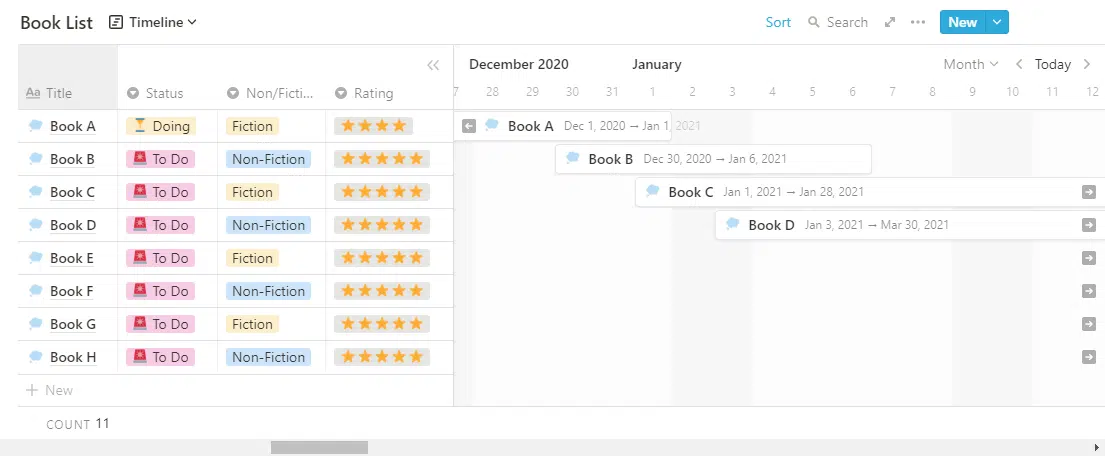 Book List Timeline Sort Search ... New
December 2020 January Month Today
Aa Title Status Non/Ficti... Rating 7 28 29 30 31 1 2 3 4 5 6 7 8 9 10 11 12
Book A Doing Fiction Book A Dec 1, 2020 → Jan 1, 2021
Book B To Do Non-Fiction Book B Dec 30, 2020 → Jan 6, 2021
Book C To Do Fiction Book C Jan 1, 2021 → Jan 28, 2021
Book D To Do Non-Fiction Book D Jan 3, 2021 → Mar 30, 2021
Book E To Do Fiction
Book F To Do Non-Fiction
Book G To Do Fiction
Book H To Do Non-Fiction
+ New
COUNT 11